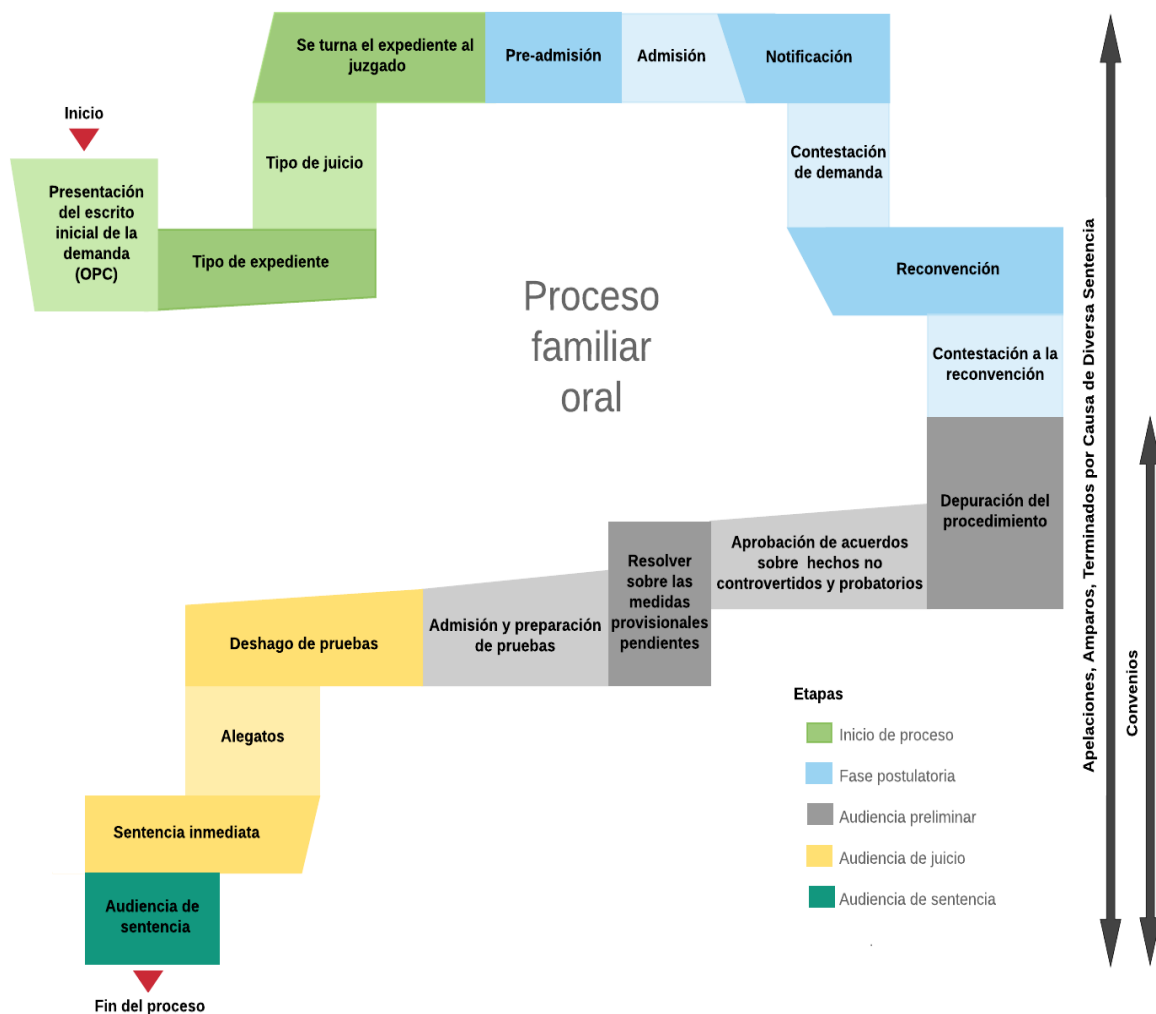 Inicio
Presentación
del escrito
inicial de la
demanda
(OPC)
Tipo de expediente
Tipo de juicio
Se turna el expediente al
juzgado
Pre-admisión
Admisión
Notificación
Contestación
de demanda
Reconvención
Contestación a la
reconvención
Depuración del
procedimiento
Aprobación de acuerdos
sobre hechos no
controvertidos y probatorios
Resolver
sobre las
medidas
provisionales
pendientes
Admisión y preparación
de pruebas
Deshago de pruebas
Alegatos
Sentencia inmediata
Audiencia de
sentencia
Fin del proceso
Proceso
familiar
oral
Etapas
Inicio de proceso
Fase postulatoria
Audiencia preliminar
Audiencia de juicio
Audiencia de sentencia
Apelaciones, Amparos, Terminados por Causa de Diversa Sentencia
Convenios